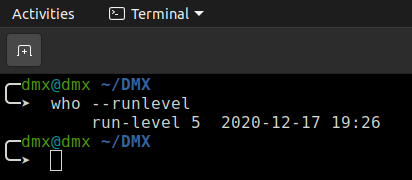 Activities Terminal
dmx@dmx ~/DMX
who --runlevel
run-level 5 2020-12-17 19:26
dmx@dmx ~/DMX